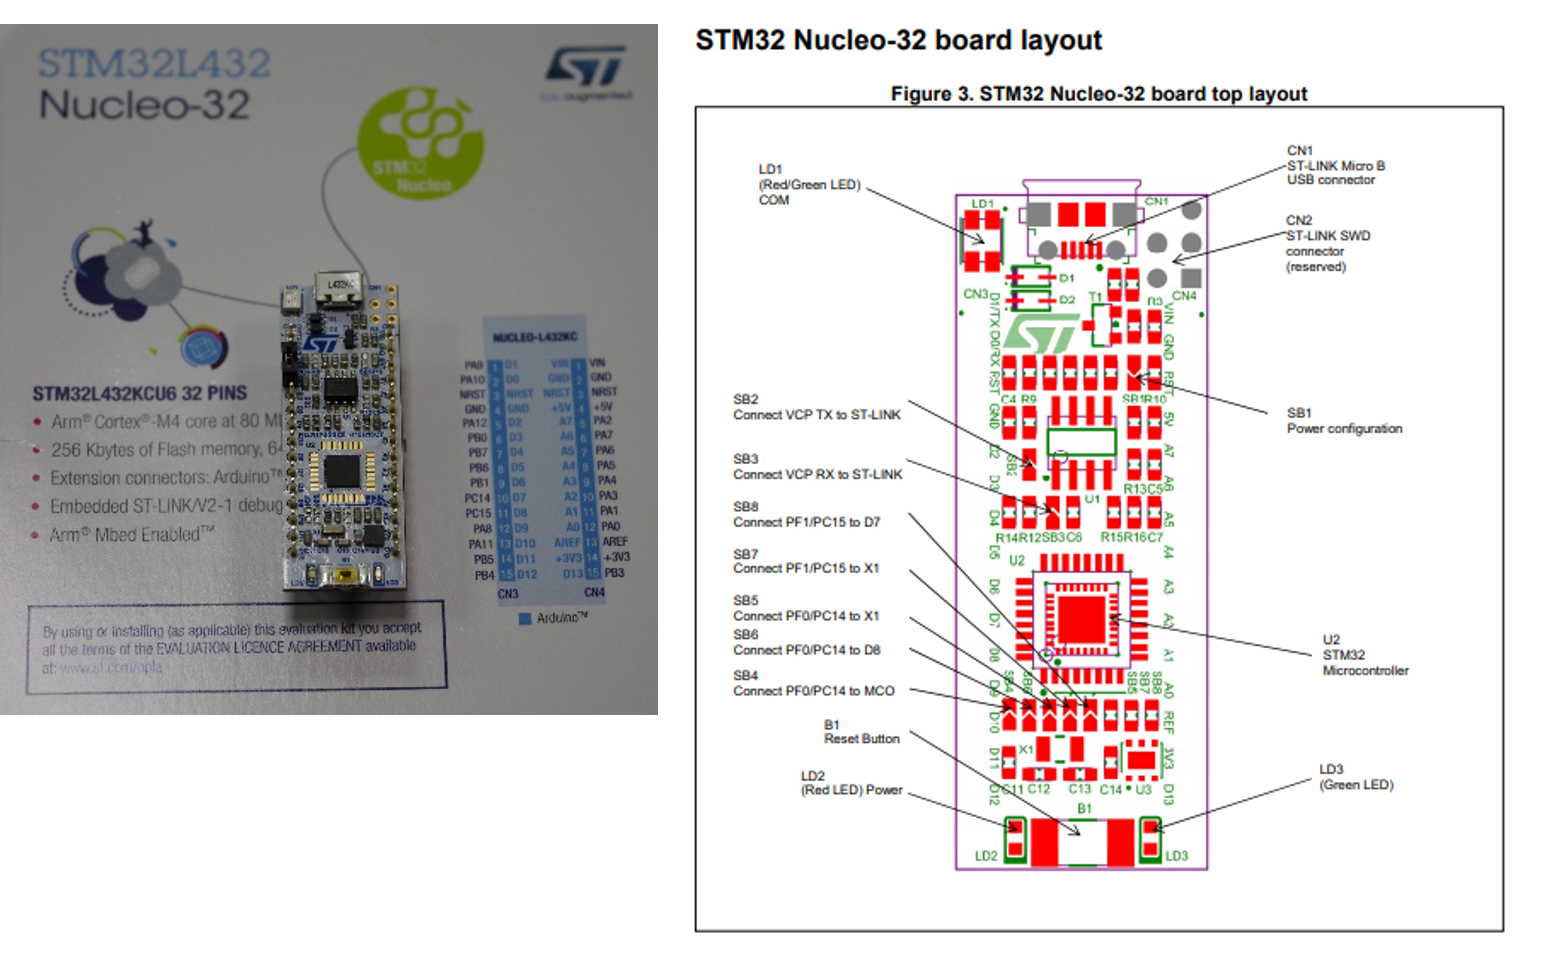 STM32L432
Nucleo-32
ST
life.augmented
STM32
Nucleo
L432KC
STM32L432KCU6 32 PINS
Arm® Cortex®-M4 core at 80 M
256 Kbytes of Flash memory, 64
Extension connectors: Arduino™
Embedded ST-LINK/V2-1 debug
Arm® Mbed Enabled™
NUCLEO-L432KC
PA9 1 D1 VIN 1 VIN
PA10 2 D0 GND 2 GND
NRST 3 NRST NRST 3 NRST
GND 4 GND +5V 4 +5V
PA12 5 D2 A7 5 PA2
PB0 6 D3 A6 6 PA7
PB7 7 D4 A5 7 PA6
PB6 8 D5 A4 8 PA5
PB1 9 D6 A3 9 PA4
PC14 10 D7 A2 10 PA3
PC15 11 D8 A1 11 PA1
PA8 12 D9 A0 12 PA0
PA11 13 D10 AREF 13 AREF
PB5 14 D11 +3V3 14 +3V3
PB4 15 D12 D13 15 PB3
CN3 CN4
Arduino™
By using or installing (as applicable) this evaluation kit you accept
all the terms of the EVALUATION LICENCE AGREEMENT available
at: www.st.com/epla
STM32 Nucleo-32 board layout
Figure 3. STM32 Nucleo-32 board top layout
LD1
(Red/Green LED)
COM
CN1
ST-LINK Micro B
USB connector
CN2
ST-LINK SWD
connector
(reserved)
SB2
Connect VCP TX to ST-LINK
SB1
Power configuration
SB3
Connect VCP RX to ST-LINK
SB8
Connect PF1/PC15 to D7
SB7
Connect PF1/PC15 to X1
SB5
Connect PF0/PC14 to X1
SB6
Connect PF0/PC14 to D8
SB4
Connect PF0/PC14 to MCO
U2
STM32
Microcontroller
B1
Reset Button
LD2
(Red LED) Power
LD3
(Green LED)
LD1 CN1
D1
CN3 D2 T1 R3 CN4
D1/TX D0/RX RST GND D2 D3 D4 D5 D6 D7 D8 D9 D10 D11 D12
VIN GND RST 5V A7 A6 A5 A4 A3 A2 A1 A0 REF 3V3 D13
ST
C4 R9 SB1 R10
SB2
U1 R13 C5
R14 R12 SB3 C6 R15 R16 C7
U2
SB4 SB6 SB5 SB7 SB8
X1
C11 C12 C13 C14 U3
B1
LD2 LD3